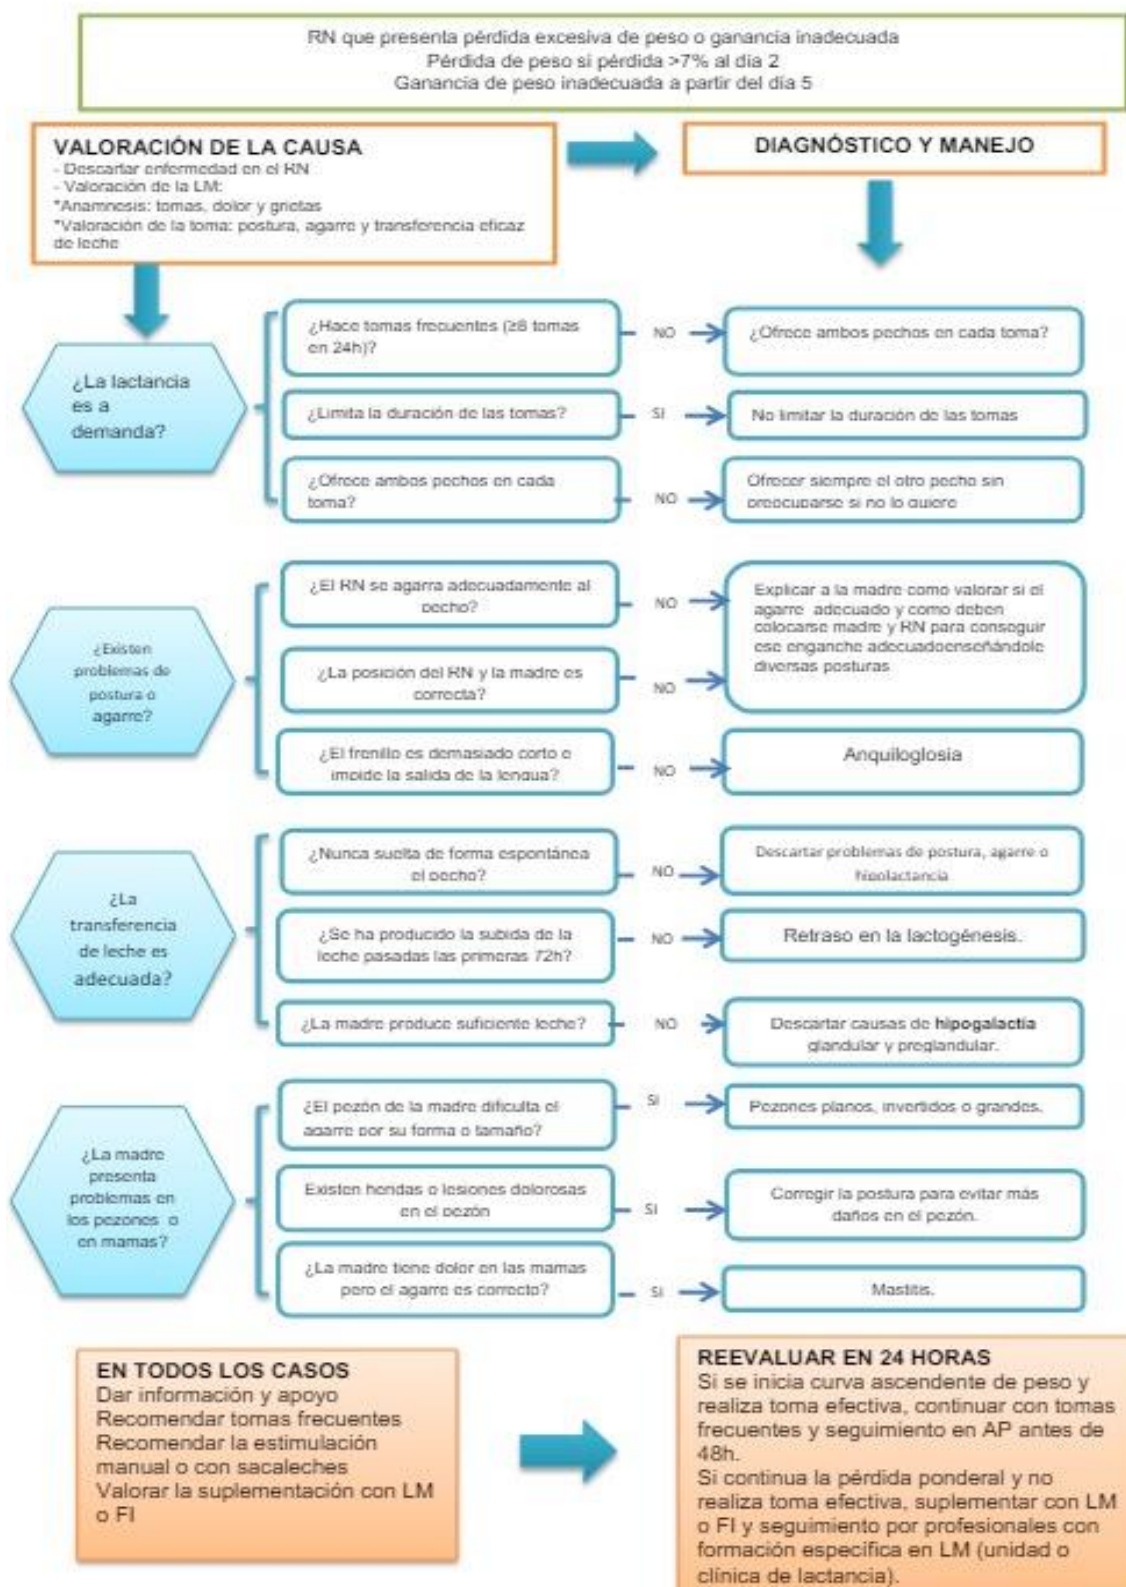 RN que presenta pérdida excesiva de peso o ganancia inadecuada
Pérdida de peso si pérdida >7% al día 2
Ganancia de peso inadecuada a partir del día 5
VALORACIÓN DE LA CAUSA
- Descartar enfermedad en el RN
- Valoración de la LM:
*Anamnesis: tomas, dolor y grietas
*Valoración de la toma: postura, agarre y transferencia eficaz
de leche
DIAGNÓSTICO Y MANEJO
¿La lactancia
es a
demanda?
¿Hace tomas frecuentes (≥8 tomas
en 24h)?
NO
¿Ofrece ambos pechos en cada toma?
¿Limita la duración de las tomas?
SI
No limitar la duración de las tomas
¿Ofrece ambos pechos en cada
toma?
NO
Ofrecer siempre el otro pecho sin
preocuparse si no lo quiere
¿Existen
problemas de
postura o
agarre?
¿El RN se agarra adecuadamente al
pecho?
NO
¿La posición del RN y la madre es
correcta?
NO
Explicar a la madre como valorar si el
agarre adecuado y como deben
colocarse madre y RN para conseguir
ese enganche adecuadoenseñándole
diversas posturas
¿El frenillo es demasiado corto e
impide la salida de la lengua?
NO
Anquiloglosia
¿La
transferencia
de leche es
adecuada?
¿Nunca suelta de forma espontánea
el pecho?
NO
Descartar problemas de postura, agarre o
hipolactancia
¿Se ha producido la subida de la
leche pasadas las primeras 72h?
NO
Retraso en la lactogénesis.
¿La madre produce suficiente leche?
NO
Descartar causas de hipogalactia
glandular y preglandular.
¿La madre
presenta
problemas en
los pezones o
en mamas?
¿El pezón de la madre dificulta el
agarre por su forma o tamaño?
SI
Pezones planos, invertidos o grandes.
Existen heridas o lesiones dolorosas
en el pezón
SI
Corregir la postura para evitar más
daños en el pezón.
¿La madre tiene dolor en las mamas
pero el agarre es correcto?
SI
Mastitis.
EN TODOS LOS CASOS
Dar información y apoyo
Recomendar tomas frecuentes
Recomendar la estimulación
manual o con sacaleches
Valorar la suplementación con LM
o FI
REEVALUAR EN 24 HORAS
Si se inicia curva ascendente de peso y
realiza toma efectiva, continuar con tomas
frecuentes y seguimiento en AP antes de
48h.
Si continua la pérdida ponderal y no
realiza toma efectiva, suplementar con LM
o FI y seguimiento por profesionales con
formación específica en LM (unidad o
clínica de lactancia).